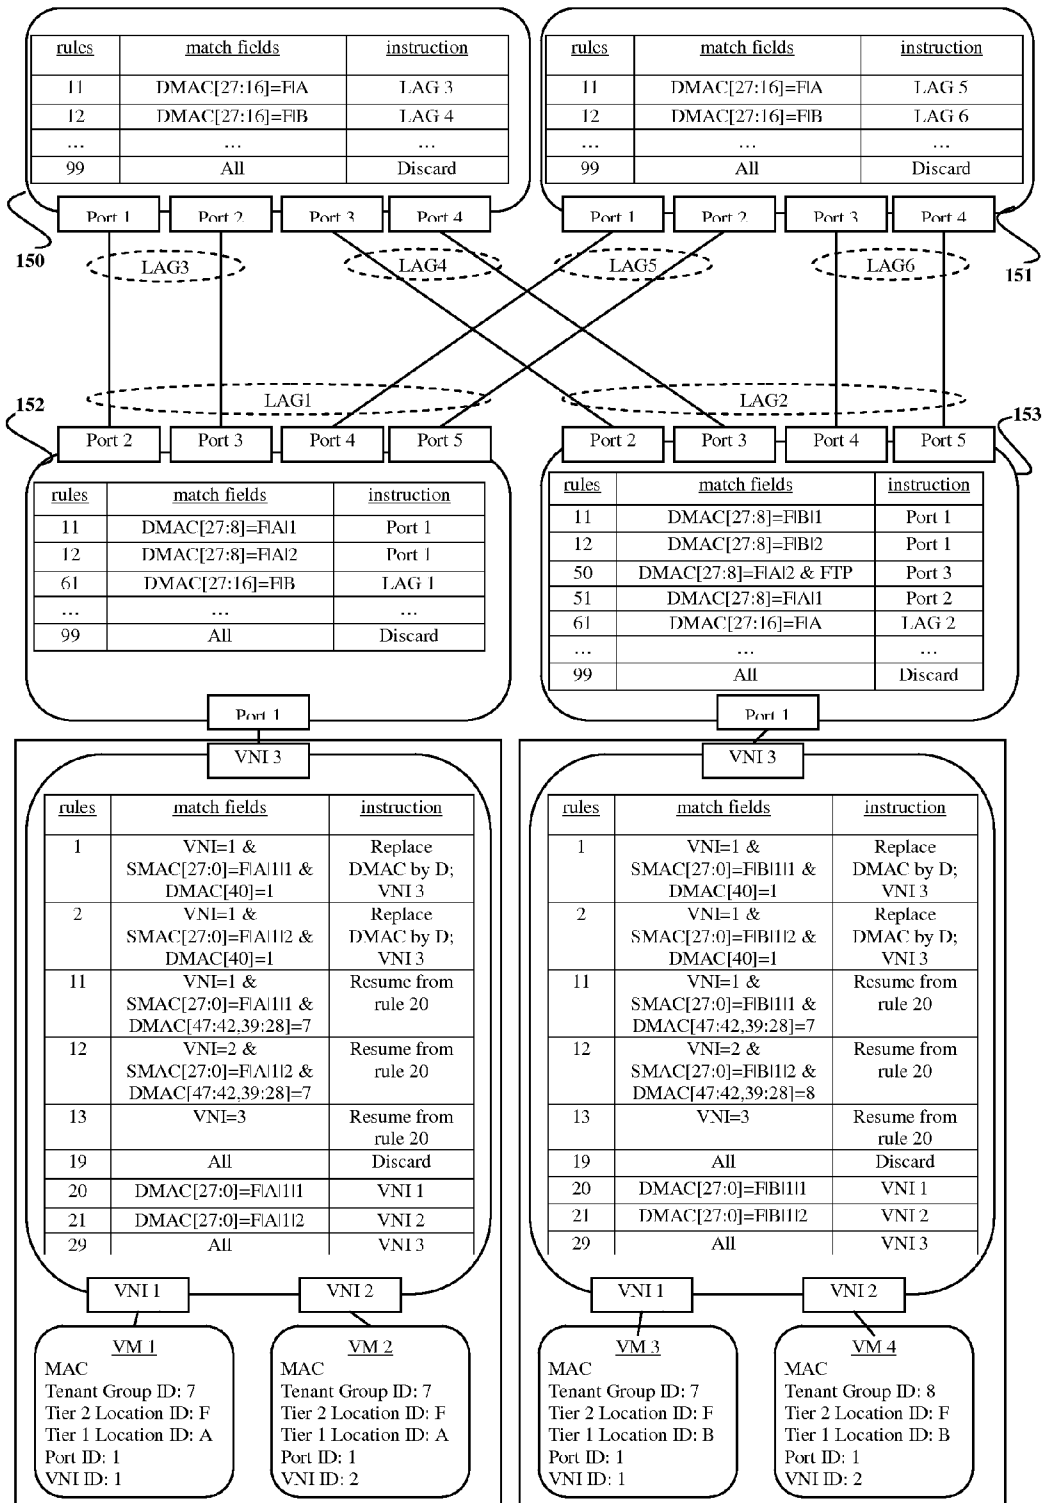 rules match fields instruction
11 DMAC[27:16]=F|A LAG 3
12 DMAC[27:16]=F|B LAG 4
... ... ...
99 All Discard
Port 1 Port 2 Port 3 Port 4
150
rules match fields instruction
11 DMAC[27:16]=F|A LAG 5
12 DMAC[27:16]=F|B LAG 6
... ... ...
99 All Discard
Port 1 Port 2 Port 3 Port 4
151
LAG3 LAG4 LAG5 LAG6
LAG1 LAG2
152
Port 2 Port 3 Port 4 Port 5
rules match fields instruction
11 DMAC[27:8]=F|A|1 Port 1
12 DMAC[27:8]=F|A|2 Port 1
61 DMAC[27:16]=F|B LAG 1
... ... ...
99 All Discard
Port 1
153
Port 2 Port 3 Port 4 Port 5
rules match fields instruction
11 DMAC[27:8]=F|B|1 Port 1
12 DMAC[27:8]=F|B|2 Port 1
50 DMAC[27:8]=F|A|2 & FTP Port 3
51 DMAC[27:8]=F|A|1 Port 2
61 DMAC[27:16]=F|A LAG 2
... ... ...
99 All Discard
Port 1
VNI 3
rules match fields instruction
1 VNI=1 & Replace
SMAC[27:0]=F|A|1|1 & DMAC by D;
DMAC[40]=1 VNI 3
2 VNI=1 & Replace
SMAC[27:0]=F|A|1|2 & DMAC by D;
DMAC[40]=1 VNI 3
11 VNI=1 & Resume from
SMAC[27:0]=F|A|1|1 & rule 20
DMAC[47:42,39:28]=7
12 VNI=2 & Resume from
SMAC[27:0]=F|A|1|2 & rule 20
DMAC[47:42,39:28]=7
13 VNI=3 Resume from
rule 20
19 All Discard
20 DMAC[27:0]=F|A|1|1 VNI 1
21 DMAC[27:0]=F|A|1|2 VNI 2
29 All VNI 3
VNI 1 VNI 2
VM 1
MAC
Tenant Group ID: 7
Tier 2 Location ID: F
Tier 1 Location ID: A
Port ID: 1
VNI ID: 1
VM 2
MAC
Tenant Group ID: 7
Tier 2 Location ID: F
Tier 1 Location ID: A
Port ID: 1
VNI ID: 2
VNI 3
rules match fields instruction
1 VNI=1 & Replace
SMAC[27:0]=F|B|1|1 & DMAC by D;
DMAC[40]=1 VNI 3
2 VNI=1 & Replace
SMAC[27:0]=F|B|1|2 & DMAC by D;
DMAC[40]=1 VNI 3
11 VNI=1 & Resume from
SMAC[27:0]=F|B|1|1 & rule 20
DMAC[47:42,39:28]=7
12 VNI=2 & Resume from
SMAC[27:0]=F|B|1|2 & rule 20
DMAC[47:42,39:28]=8
13 VNI=3 Resume from
rule 20
19 All Discard
20 DMAC[27:0]=F|B|1|1 VNI 1
21 DMAC[27:0]=F|B|1|2 VNI 2
29 All VNI 3
VNI 1 VNI 2
VM 3
MAC
Tenant Group ID: 7
Tier 2 Location ID: F
Tier 1 Location ID: B
Port ID: 1
VNI ID: 1
VM 4
MAC
Tenant Group ID: 8
Tier 2 Location ID: F
Tier 1 Location ID: B
Port ID: 1
VNI ID: 2